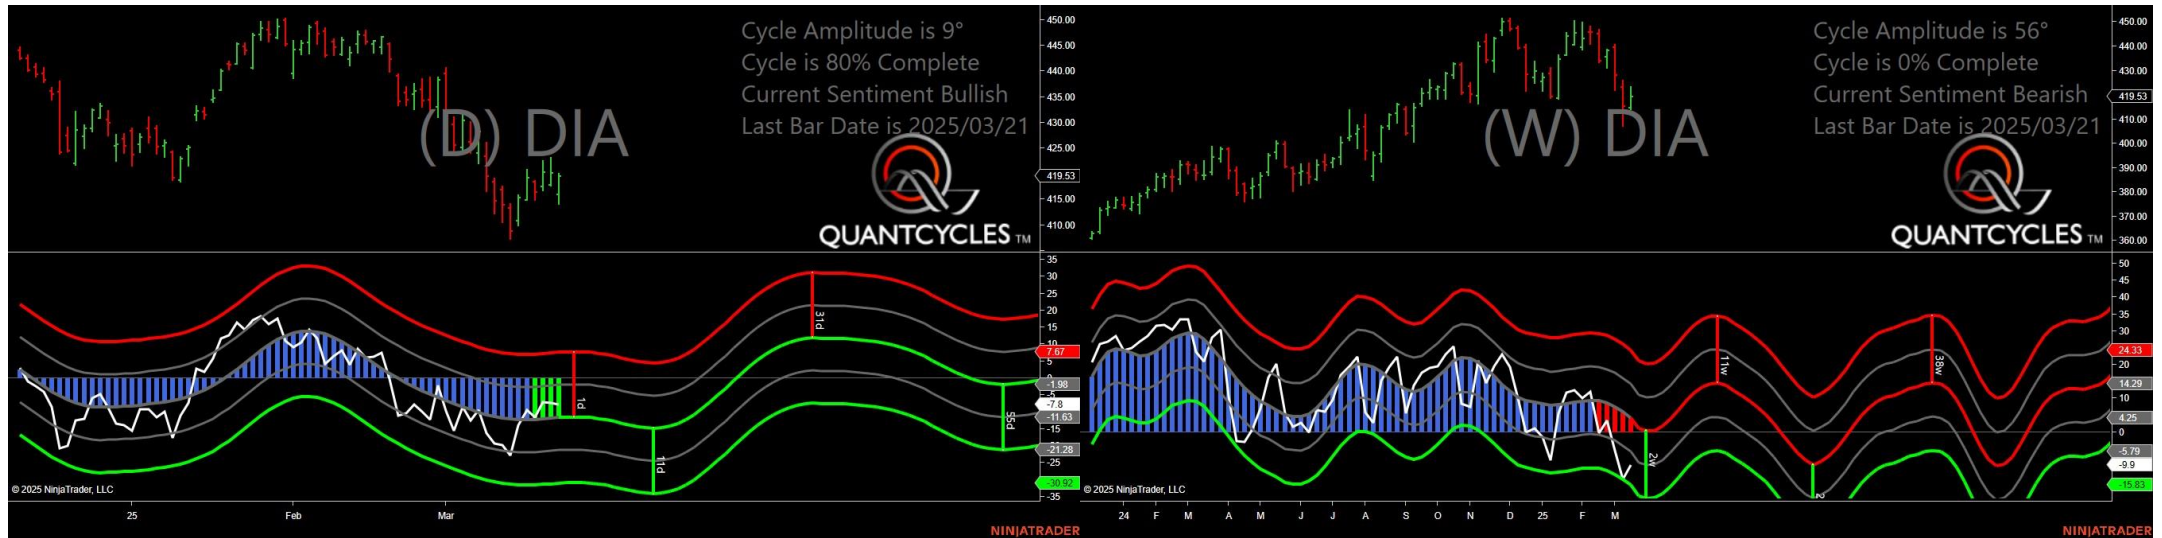 Cycle Amplitude is 9°
Cycle is 80% Complete
Current Sentiment Bullish
Last Bar Date is 2025/03/21
(D) DIA
QUANTCYCLES TM
450.00
445.00
440.00
435.00
430.00
425.00
419.53
415.00
410.00
35
30
25
20
15
10
7.67
5
0
-1.98
-5
-7.8
-11.63
-15
-21.28
-25
-30.92
-35
1d
11d
31d
55d
© 2025 NinjaTrader, LLC
25 Feb Mar
NINJATRADER
Cycle Amplitude is 56°
Cycle is 0% Complete
Current Sentiment Bearish
Last Bar Date is 2025/03/21
(W) DIA
QUANTCYCLES TM
450.00
440.00
430.00
419.53
410.00
400.00
390.00
380.00
370.00
360.00
50
45
40
35
30
24.33
20
14.29
10
4.25
0
-5.79
-9.9
-15.83
2w
11w
38w
© 2025 NinjaTrader, LLC
24 F M A M J J A S O N D 25 F M
NINJATRADER